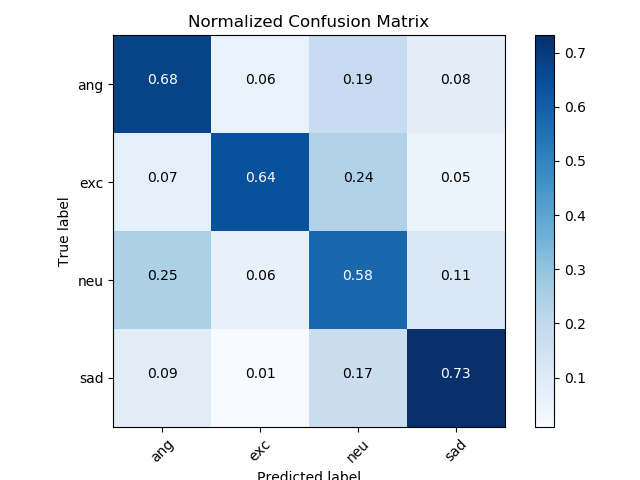 Normalized Confusion Matrix
ang 0.68 0.06 0.19 0.08
exc 0.07 0.64 0.24 0.05
neu 0.25 0.06 0.58 0.11
sad 0.09 0.01 0.17 0.73
True label
ang exc neu sad
Predicted label
0.7
0.6
0.5
0.4
0.3
0.2
0.1